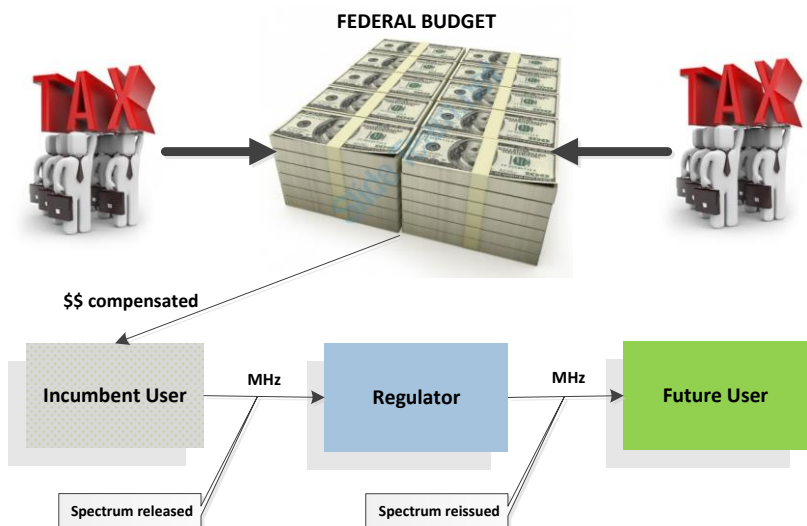 FEDERAL BUDGET
TAX
TAX
$$ compensated
Incumbent User
MHz
Regulator
MHz
Future User
Spectrum released
Spectrum reissued